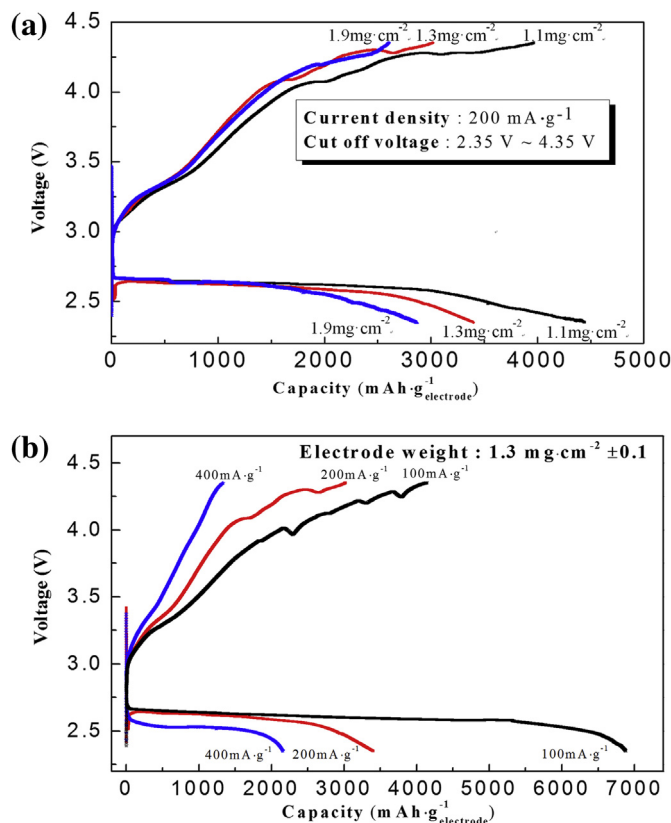 (a)
4.5
4.0
3.5
3.0
2.5
Voltage (V)
1.9mg·cm⁻² 1.3mg·cm⁻² 1.1mg·cm⁻²
Current density : 200 mA·g⁻¹
Cut off voltage : 2.35 V ~ 4.35 V
1.9mg·cm⁻² 1.3mg·cm⁻² 1.1mg·cm⁻²
0 1000 2000 3000 4000 5000
Capacity (mAh·g⁻¹electrode)
(b)
Electrode weight : 1.3 mg·cm⁻² ±0.1
400mA·g⁻¹ 200mA·g⁻¹ 100mA·g⁻¹
4.5
4.0
3.5
3.0
2.5
Voltage (V)
400mA·g⁻¹ 200mA·g⁻¹ 100mA·g⁻¹
0 1000 2000 3000 4000 5000 6000 7000
Capacity (mAh·g⁻¹electrode)